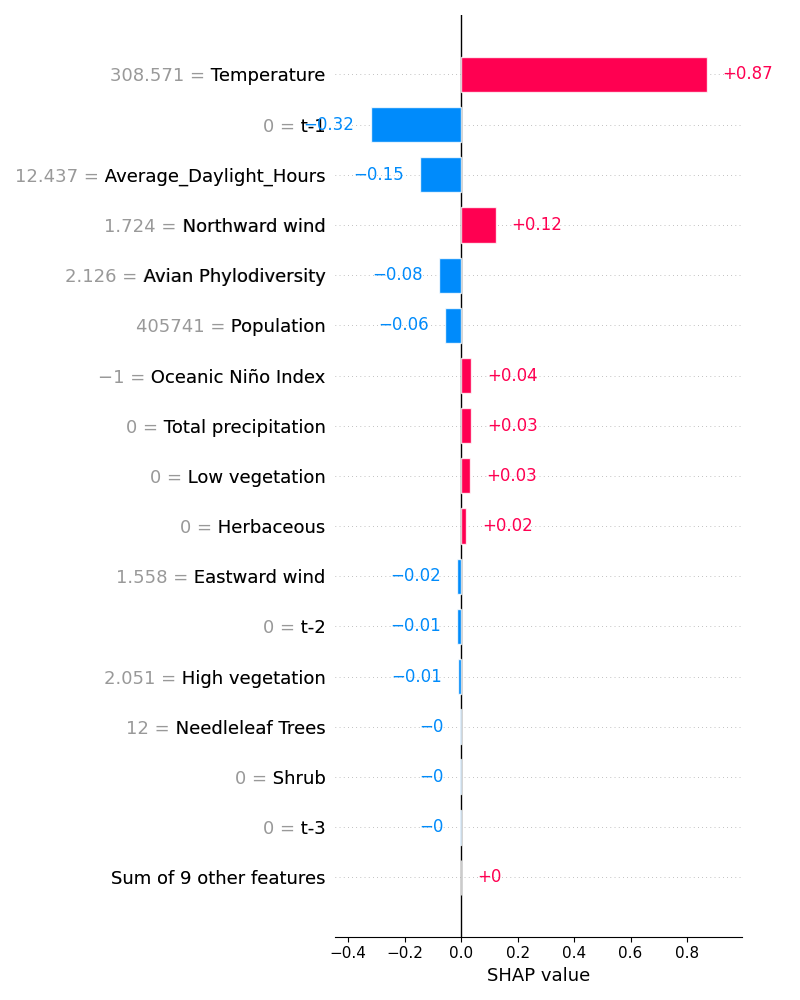 308.571 = Temperature +0.87
0 = t-1 −0.32
12.437 = Average_Daylight_Hours −0.15
1.724 = Northward wind +0.12
2.126 = Avian Phylodiversity −0.08
405741 = Population −0.06
−1 = Oceanic Niño Index +0.04
0 = Total precipitation +0.03
0 = Low vegetation +0.03
0 = Herbaceous +0.02
1.558 = Eastward wind −0.02
0 = t-2 −0.01
2.051 = High vegetation −0.01
12 = Needleleaf Trees −0
0 = Shrub −0
0 = t-3 −0
Sum of 9 other features +0
−0.4 −0.2 0.0 0.2 0.4 0.6 0.8
SHAP value